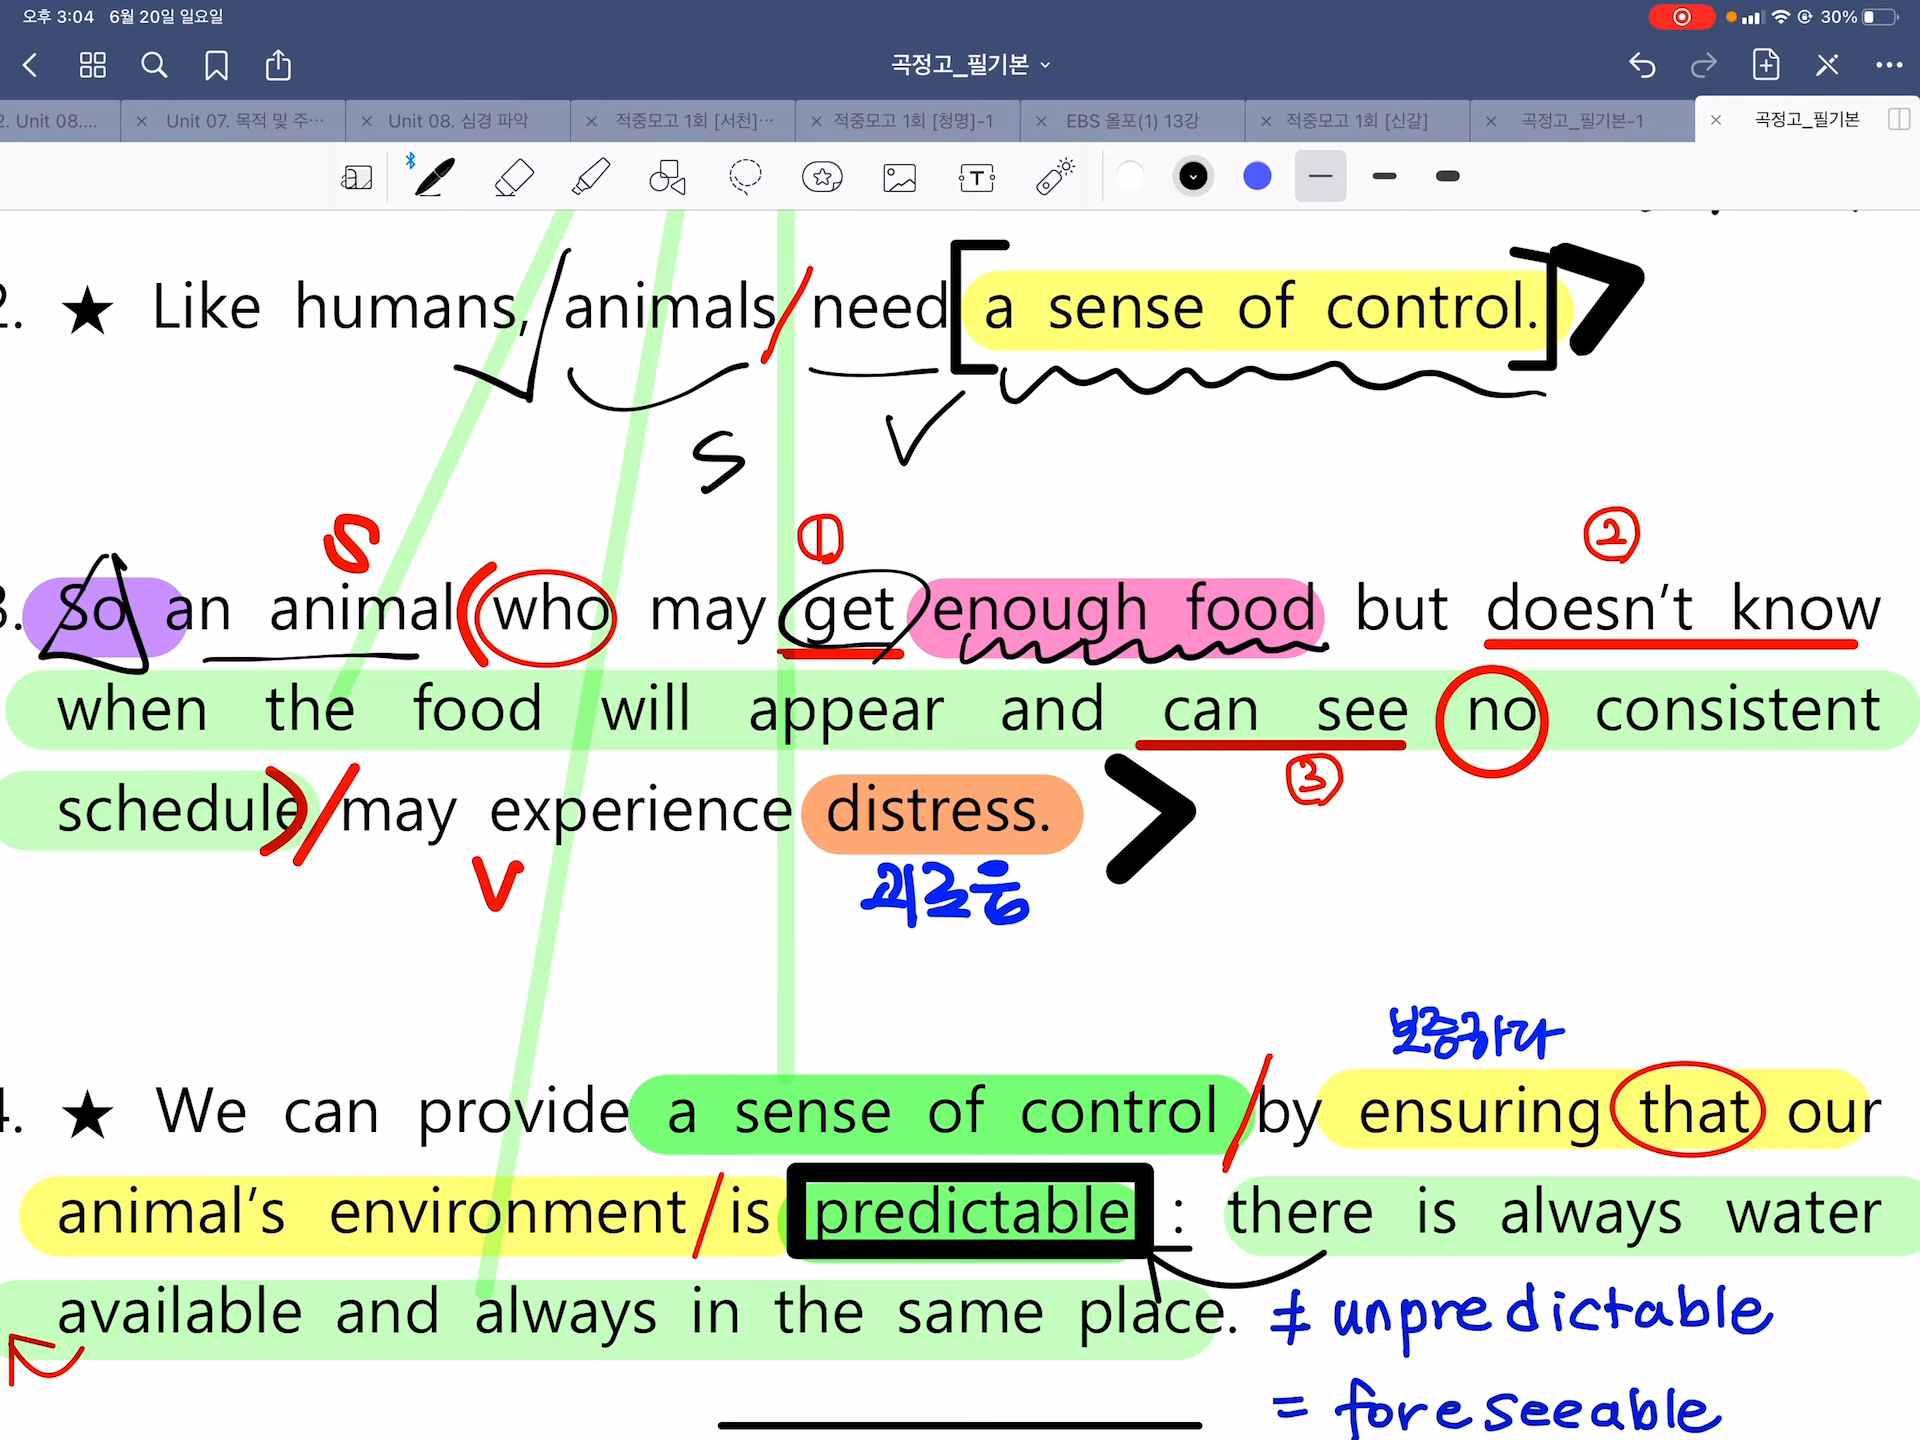 오후 3:04 6월 20일 일요일 30%
곡정고_필기본
2. Unit 08.... Unit 07. 목적 및 주… Unit 08. 심경 파악 적중모고 1회 [서천]… 적중모고 1회 [청명]-1 EBS 올포(1) 13강 적중모고 1회 [신갈] 곡정고_필기본-1 곡정고_필기본
2. ★ Like humans, animals need a sense of control.
S V
S ① ②
3. So an animal who may get enough food but doesn't know
when the food will appear and can see no consistent
③
schedule may experience distress.
V 괴로움
보증하다
4. ★ We can provide a sense of control by ensuring that our
animal's environment is predictable : there is always water
available and always in the same place. ≠ unpredictable
= foreseeable